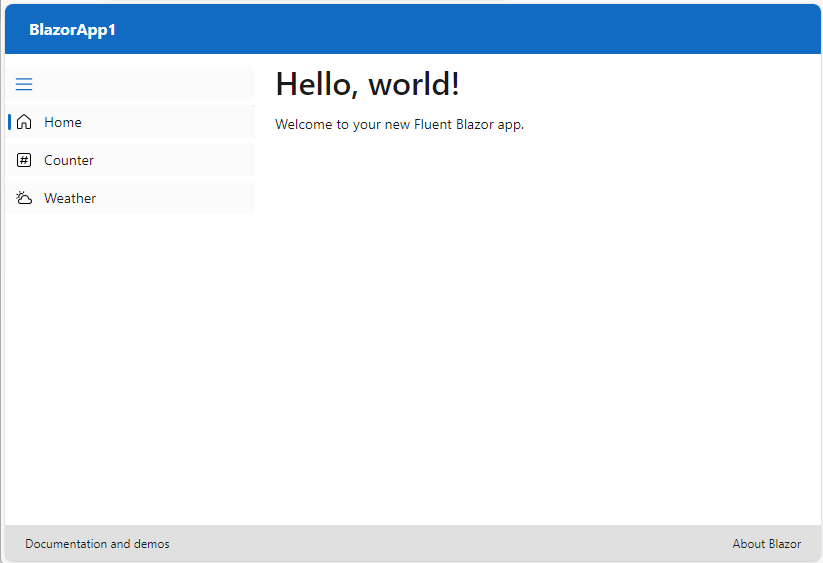 BlazorApp1
Hello, world!
Welcome to your new Fluent Blazor app.
Home
Counter
Weather
Documentation and demos
About Blazor